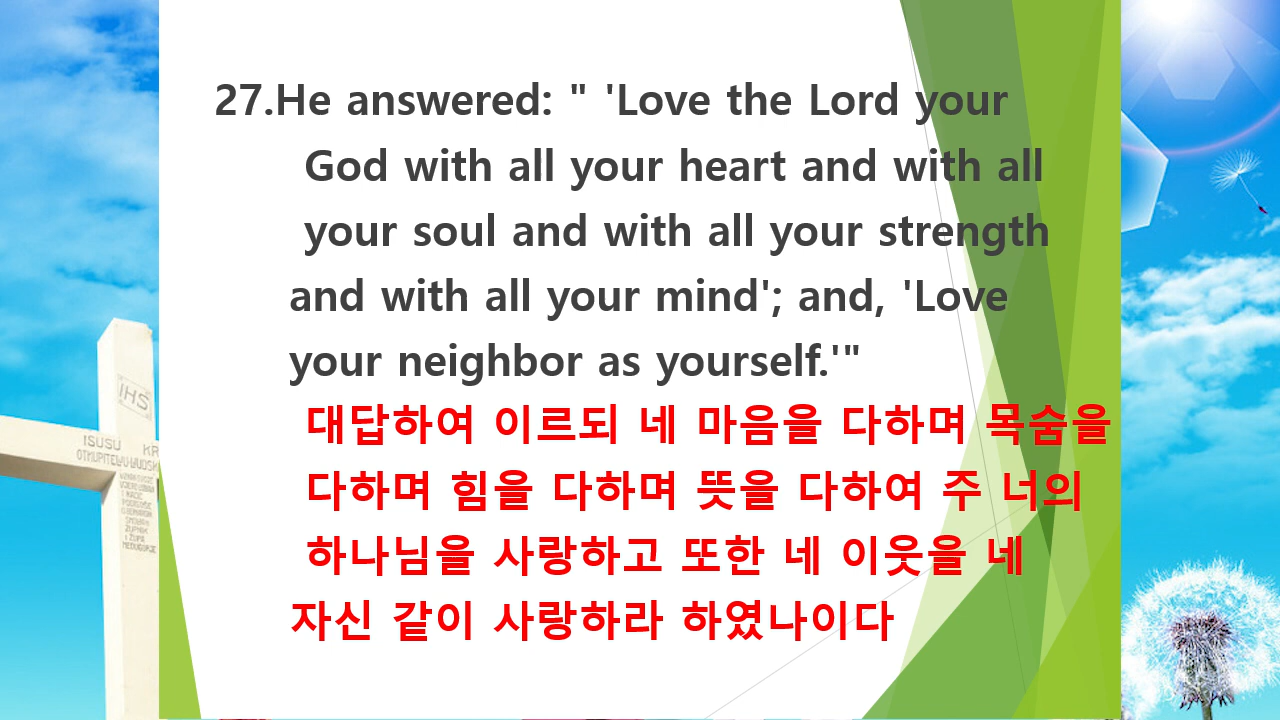 27.He answered: " 'Love the Lord your
God with all your heart and with all
your soul and with all your strength
and with all your mind'; and, 'Love
your neighbor as yourself.'"
대답하여 이르되 네 마음을 다하며 목숨을
다하며 힘을 다하며 뜻을 다하여 주 너의
하나님을 사랑하고 또한 네 이웃을 네
자신 같이 사랑하라 하였나이다
IHS
ISUSU KR